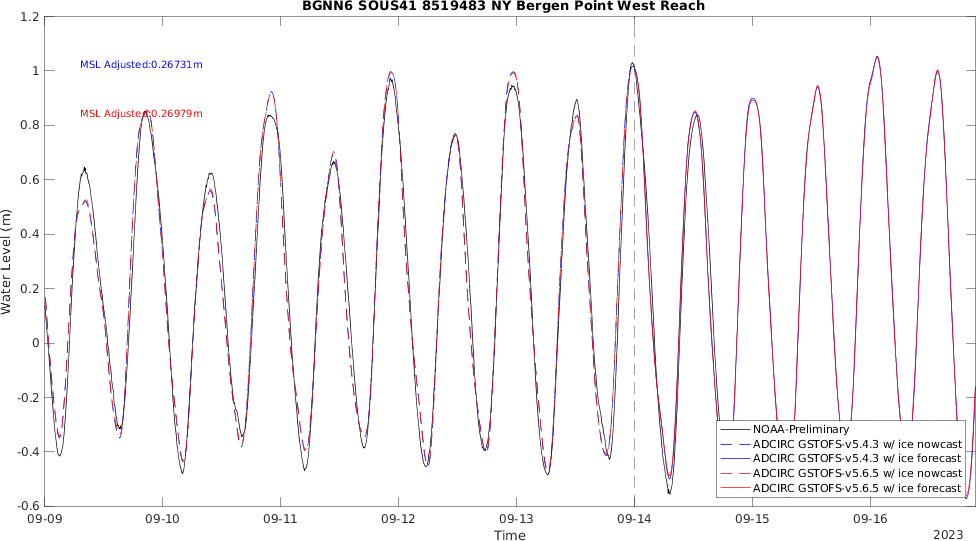 BGNN6 SOUS41 8519483 NY Bergen Point West Reach
1.2
1
0.8
0.6
0.4
0.2
0
-0.2
-0.4
-0.6
Water Level (m)
MSL Adjusted:0.26731m
MSL Adjusted:0.26979m
NOAA-Preliminary
ADCIRC GSTOFS-v5.4.3 w/ ice nowcast
ADCIRC GSTOFS-v5.4.3 w/ ice forecast
ADCIRC GSTOFS-v5.6.5 w/ ice nowcast
ADCIRC GSTOFS-v5.6.5 w/ ice forecast
09-09 09-10 09-11 09-12 09-13 09-14 09-15 09-16
Time
2023